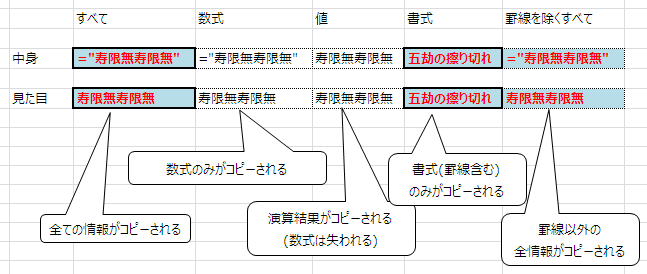 すべて 数式 値 書式 罫線を除くすべて
中身 ="寿限無寿限無" ="寿限無寿限無" 寿限無寿限無 五劫の擦り切れ ="寿限無寿限無"
見た目 寿限無寿限無 寿限無寿限無 寿限無寿限無 五劫の擦り切れ 寿限無寿限無
数式のみがコピーされる
書式(罫線含む)
のみがコピーされる
全ての情報がコピーされる
演算結果がコピーされる
(数式は失われる)
罫線以外の
全情報がコピーされる